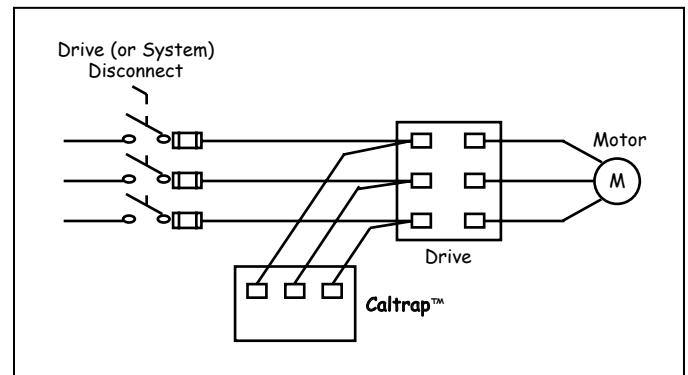 Drive (or System)
Disconnect
Motor
M
Drive
Caltrap™